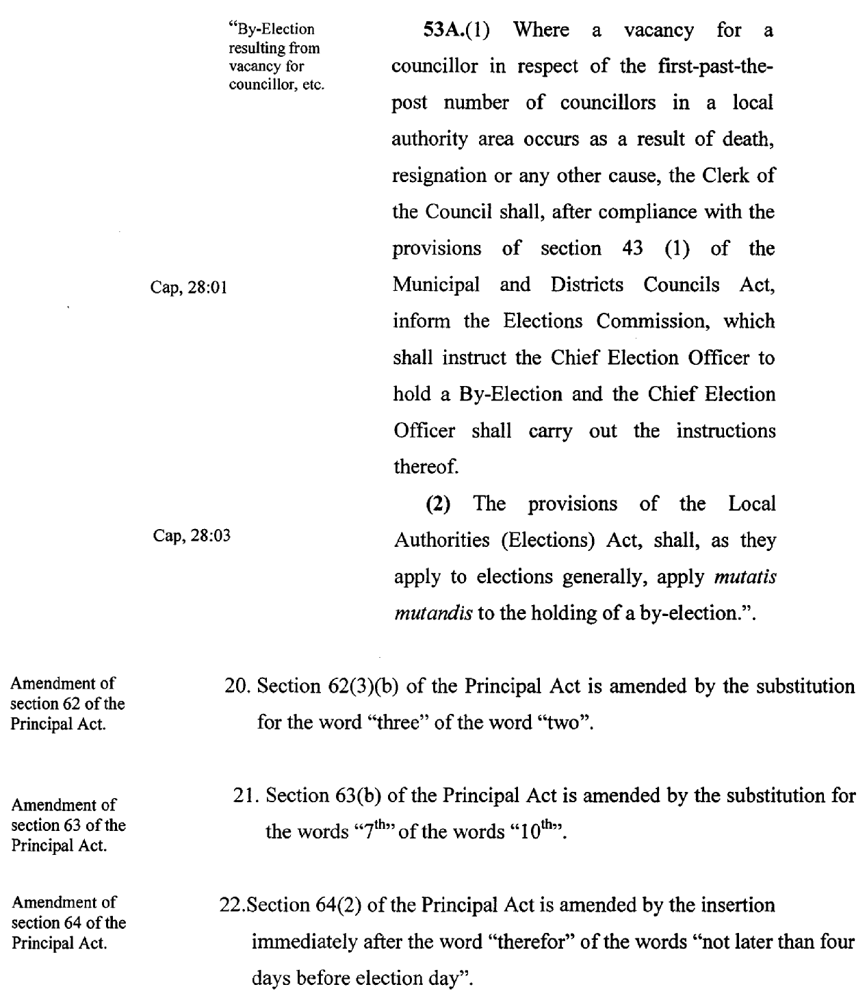 “By-Election
resulting from
vacancy for
councillor, etc.
53A.(1) Where a vacancy for a
councillor in respect of the first-past-the-
post number of councillors in a local
authority area occurs as a result of death,
resignation or any other cause, the Clerk of
the Council shall, after compliance with the
provisions of section 43 (1) of the
Cap, 28:01
Municipal and Districts Councils Act,
inform the Elections Commission, which
shall instruct the Chief Election Officer to
hold a By-Election and the Chief Election
Officer shall carry out the instructions
thereof.
(2) The provisions of the Local
Cap, 28:03
Authorities (Elections) Act, shall, as they
apply to elections generally, apply mutatis
mutandis to the holding of a by-election.”.
Amendment of
section 62 of the
Principal Act.
20. Section 62(3)(b) of the Principal Act is amended by the substitution
for the word “three” of the word “two”.
Amendment of
section 63 of the
Principal Act.
21. Section 63(b) of the Principal Act is amended by the substitution for
the words “7th” of the words “10th”.
Amendment of
section 64 of the
Principal Act.
22.Section 64(2) of the Principal Act is amended by the insertion
immediately after the word “therefor” of the words “not later than four
days before election day”.